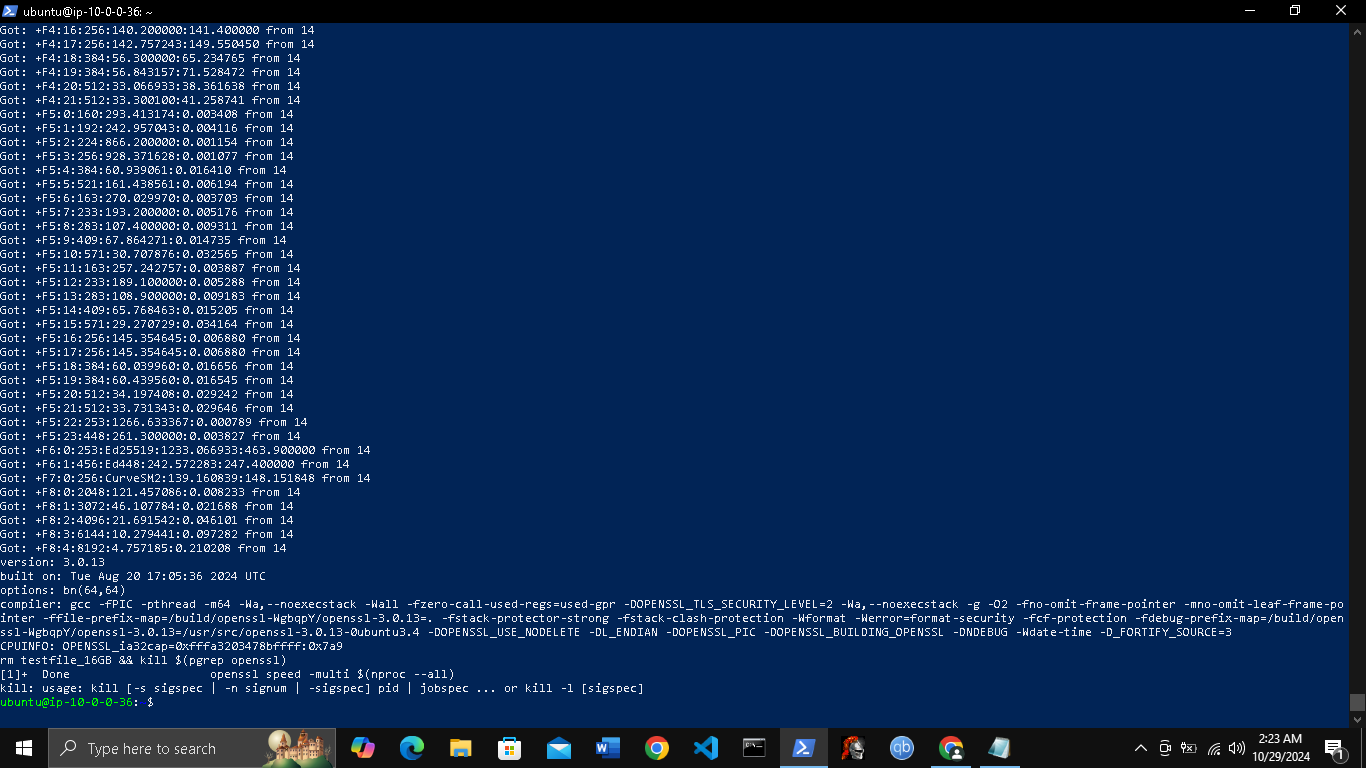 ubuntu@ip-10-0-0-36: ~
Got: +F4:16:256:140.200000:141.400000 from 14
Got: +F4:17:256:142.757243:149.550450 from 14
Got: +F4:18:384:56.300000:65.234765 from 14
Got: +F4:19:384:56.843157:71.528472 from 14
Got: +F4:20:512:33.066933:38.361638 from 14
Got: +F4:21:512:33.300100:41.258741 from 14
Got: +F5:0:160:293.413174:0.003408 from 14
Got: +F5:1:192:242.957043:0.004116 from 14
Got: +F5:2:224:866.200000:0.001154 from 14
Got: +F5:3:256:928.371628:0.001077 from 14
Got: +F5:4:384:60.939061:0.016410 from 14
Got: +F5:5:521:161.438561:0.006194 from 14
Got: +F5:6:163:270.029970:0.003703 from 14
Got: +F5:7:233:193.200000:0.005176 from 14
Got: +F5:8:283:107.400000:0.009311 from 14
Got: +F5:9:409:67.864271:0.014735 from 14
Got: +F5:10:571:30.707876:0.032565 from 14
Got: +F5:11:163:257.242757:0.003887 from 14
Got: +F5:12:233:189.100000:0.005288 from 14
Got: +F5:13:283:108.900000:0.009183 from 14
Got: +F5:14:409:65.768463:0.015205 from 14
Got: +F5:15:571:29.270729:0.034164 from 14
Got: +F5:16:256:145.354645:0.006880 from 14
Got: +F5:17:256:145.354645:0.006880 from 14
Got: +F5:18:384:60.039960:0.016656 from 14
Got: +F5:19:384:60.439560:0.016545 from 14
Got: +F5:20:512:34.197408:0.029242 from 14
Got: +F5:21:512:33.731343:0.029646 from 14
Got: +F5:22:253:1266.633367:0.000789 from 14
Got: +F5:23:448:261.300000:0.003827 from 14
Got: +F6:0:253:Ed25519:1233.066933:463.900000 from 14
Got: +F6:1:456:Ed448:242.572283:247.400000 from 14
Got: +F7:0:256:CurveSM2:139.160839:148.151848 from 14
Got: +F8:0:2048:121.457086:0.008233 from 14
Got: +F8:1:3072:46.107784:0.021688 from 14
Got: +F8:2:4096:21.691542:0.046101 from 14
Got: +F8:3:6144:10.279441:0.097282 from 14
Got: +F8:4:8192:4.757185:0.210208 from 14
version: 3.0.13
built on: Tue Aug 20 17:05:36 2024 UTC
options: bn(64,64)
compiler: gcc -fPIC -pthread -m64 -Wa,--noexecstack -Wall -fzero-call-used-regs=used-gpr -DOPENSSL_TLS_SECURITY_LEVEL=2 -Wa,--noexecstack -g -O2 -fno-omit-frame-pointer -mno-omit-leaf-frame-po
inter -ffile-prefix-map=/build/openssl-WgbqpY/openssl-3.0.13=. -fstack-protector-strong -fstack-clash-protection -Wformat -Werror=format-security -fcf-protection -fdebug-prefix-map=/build/open
ssl-WgbqpY/openssl-3.0.13=/usr/src/openssl-3.0.13-0ubuntu3.4 -DOPENSSL_USE_NODELETE -DL_ENDIAN -DOPENSSL_PIC -DOPENSSL_BUILDING_OPENSSL -DNDEBUG -Wdate-time -D_FORTIFY_SOURCE=3
CPUINFO: OPENSSL_ia32cap=0xfffa3203478bffff:0x7a9
rm testfile_16GB && kill $(pgrep openssl)
[1]+  Done                    openssl speed -multi $(nproc --all)
kill: usage: kill [-s sigspec | -n signum | -sigspec] pid | jobspec ... or kill -l [sigspec]
ubuntu@ip-10-0-0-36: $
Type here to search
qb
2:23 AM
10/29/2024
1